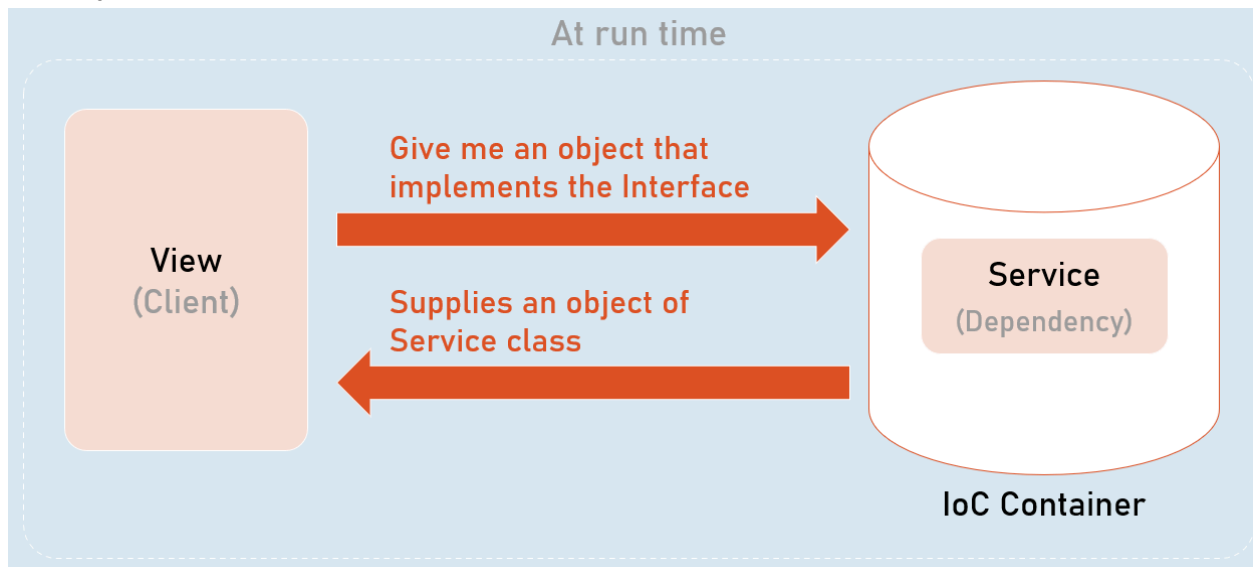 At run time
Give me an object that
implements the Interface
View
(Client)
Supplies an object of
Service class
Service
(Dependency)
IoC Container